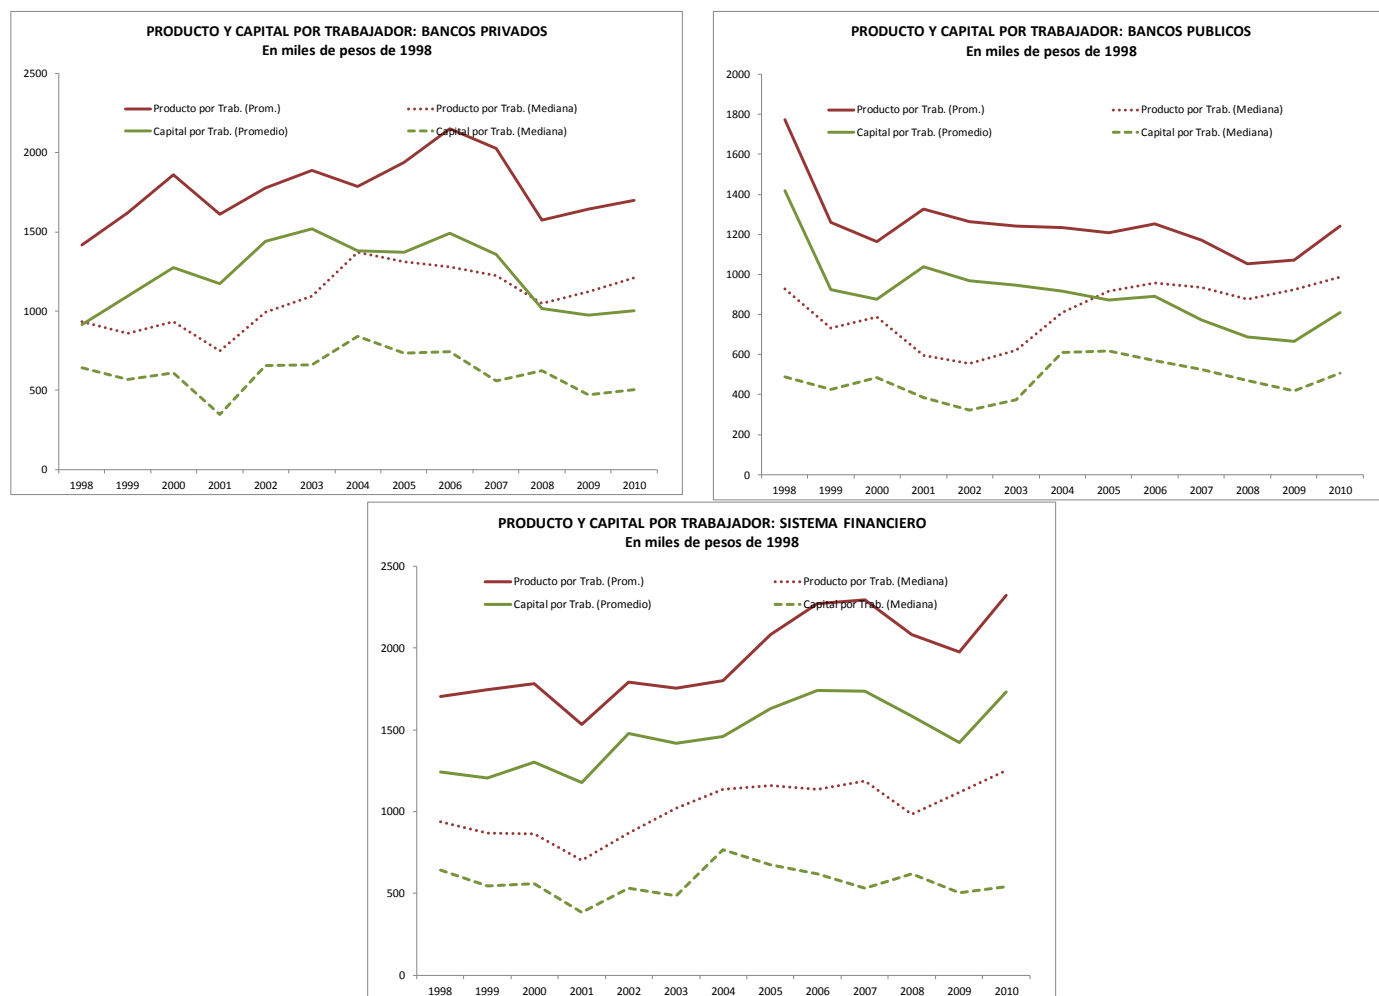 PRODUCTO Y CAPITAL POR TRABAJADOR: BANCOS PRIVADOS
En miles de pesos de 1998
2500
2000
1500
1000
500
0
Producto por Trab. (Prom.)
Producto por Trab. (Mediana)
Capital por Trab. (Promedio)
Capital por Trab. (Mediana)
1998 1999 2000 2001 2002 2003 2004 2005 2006 2007 2008 2009 2010
PRODUCTO Y CAPITAL POR TRABAJADOR: BANCOS PUBLICOS
En miles de pesos de 1998
2000
1800
1600
1400
1200
1000
800
600
400
200
0
Producto por Trab. (Prom.)
Producto por Trab. (Mediana)
Capital por Trab. (Promedio)
Capital por Trab. (Mediana)
1998 1999 2000 2001 2002 2003 2004 2005 2006 2007 2008 2009 2010
PRODUCTO Y CAPITAL POR TRABAJADOR: SISTEMA FINANCIERO
En miles de pesos de 1998
2500
2000
1500
1000
500
0
Producto por Trab. (Prom.)
Producto por Trab. (Mediana)
Capital por Trab. (Promedio)
Capital por Trab. (Mediana)
1998 1999 2000 2001 2002 2003 2004 2005 2006 2007 2008 2009 2010